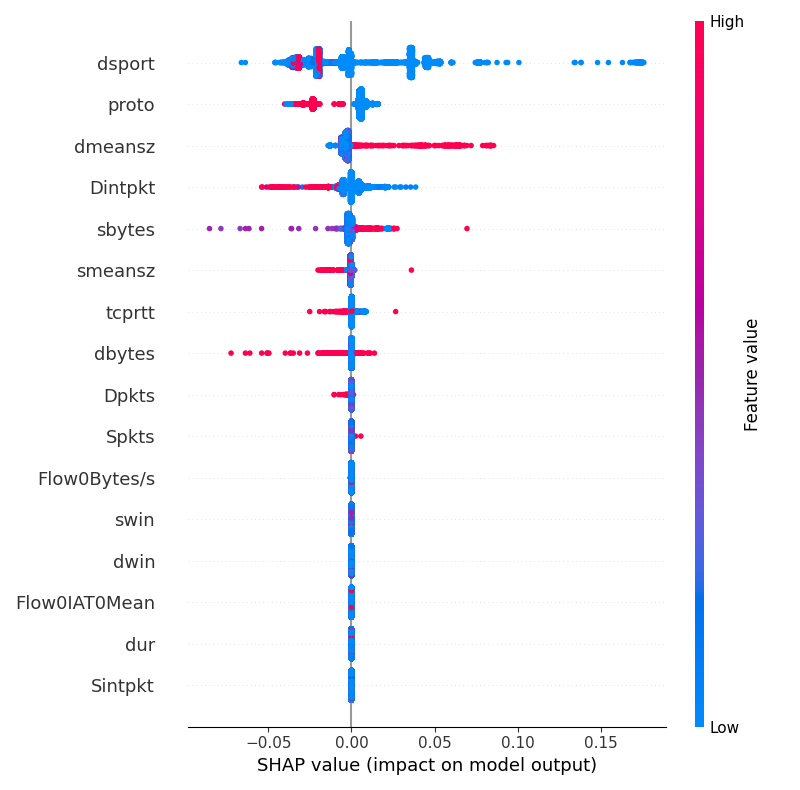 High
dsport
proto
dmeansz
Dintpkt
sbytes
smeansz
tcprtt
dbytes
Dpkts
Spkts
Flow0Bytes/s
swin
dwin
Flow0IAT0Mean
dur
Sintpkt
Feature value
Low
−0.05 0.00 0.05 0.10 0.15
SHAP value (impact on model output)